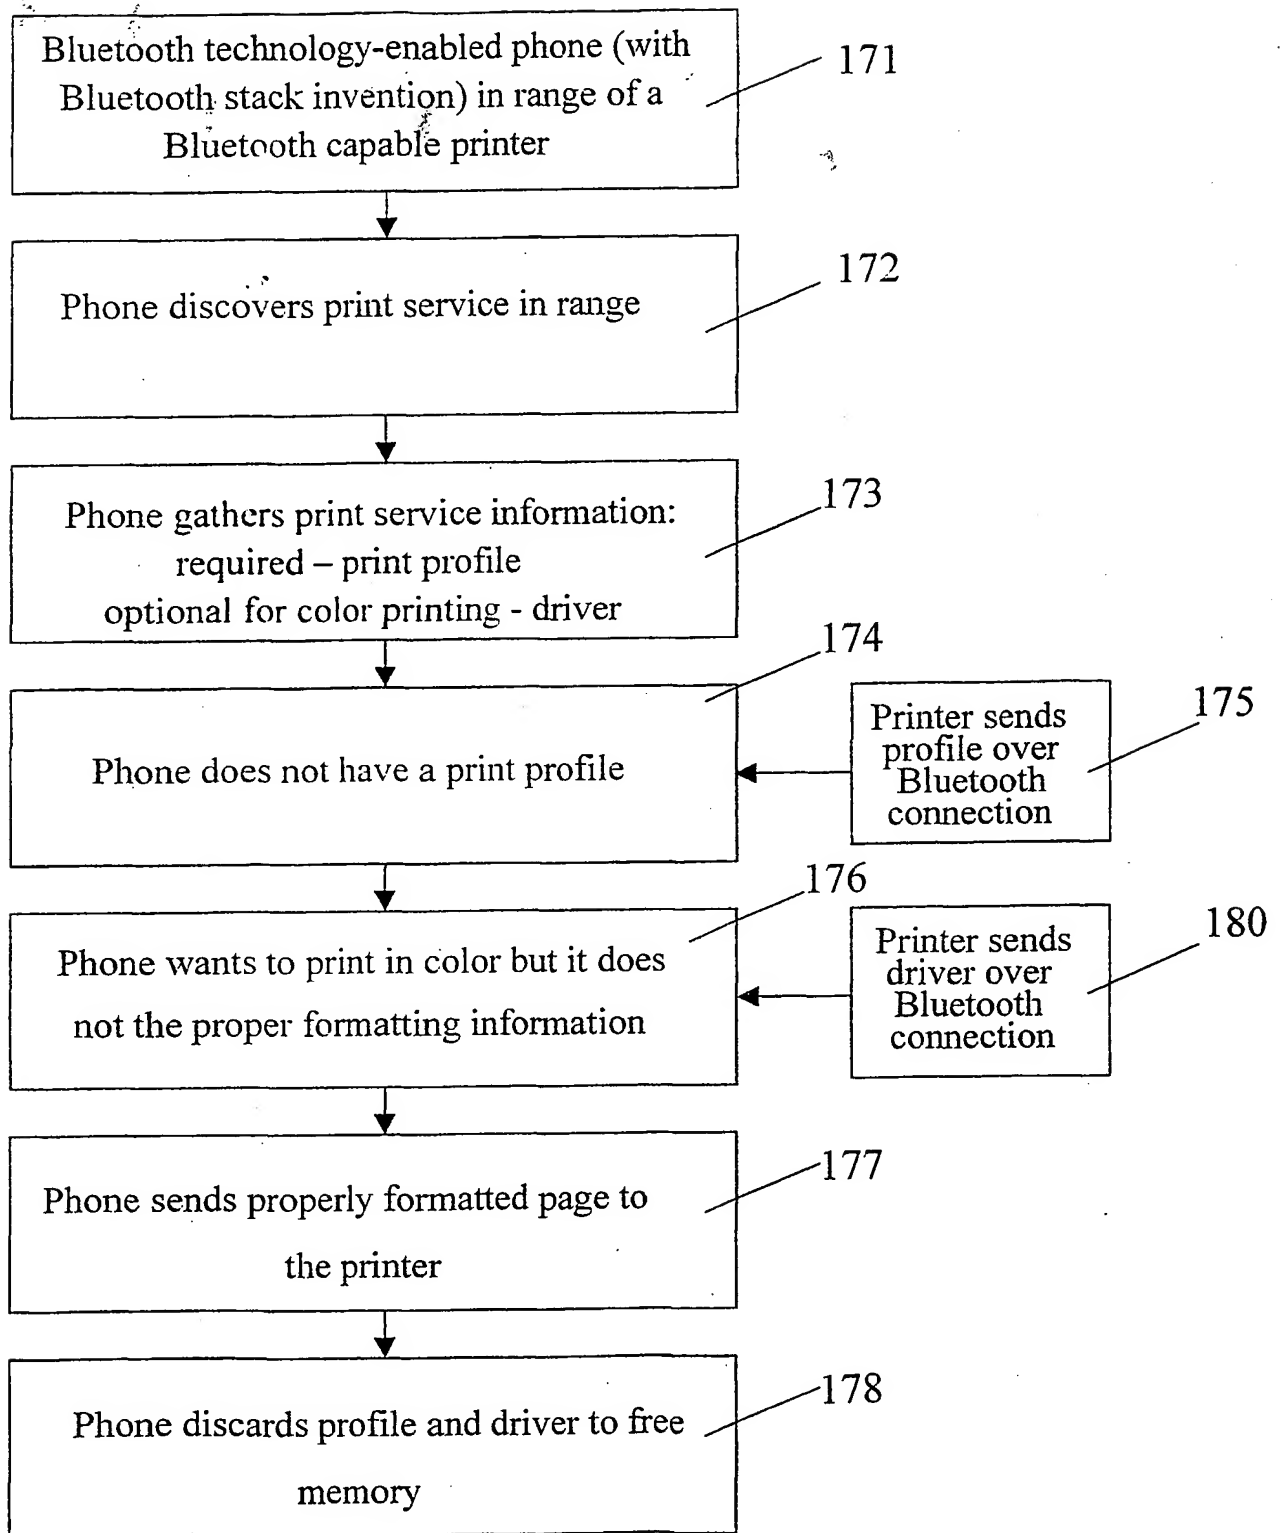 Bluetooth technology-enabled phone (with
Bluetooth stack invention) in range of a
Bluetooth capable printer
171
Phone discovers print service in range
172
Phone gathers print service information:
required – print profile
optional for color printing - driver
173
Phone does not have a print profile
174
Printer sends
profile over
Bluetooth
connection
175
Phone wants to print in color but it does
not the proper formatting information
176
Printer sends
driver over
Bluetooth
connection
180
Phone sends properly formatted page to
the printer
177
Phone discards profile and driver to free
memory
178